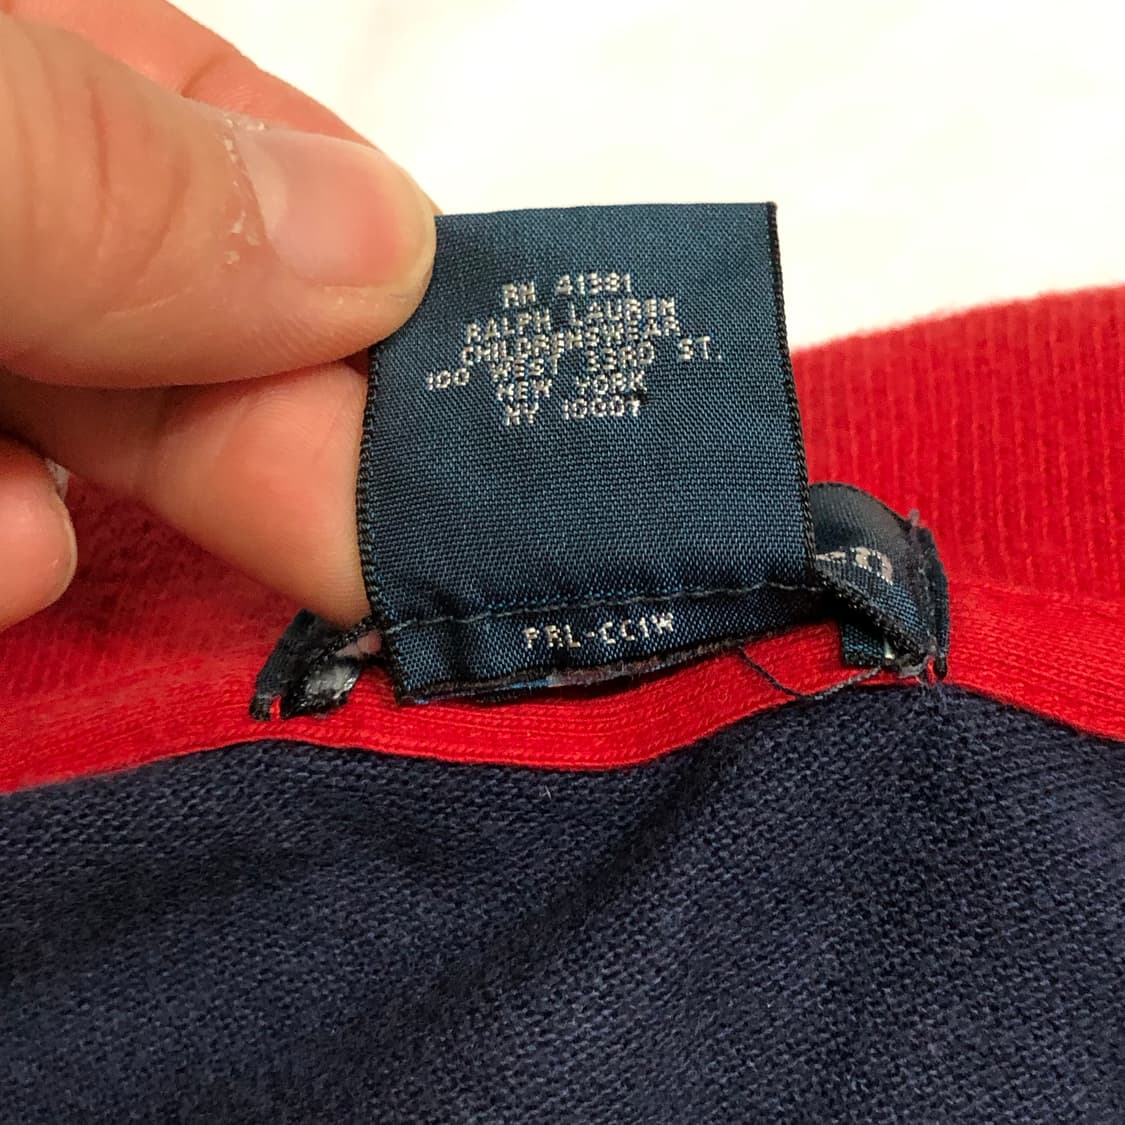 RN 41381
RALPH LAUREN
CHILDRENSWEAR
100 WEST 33RD ST.
NEW YORK
NY 10001
PRL-CC1W